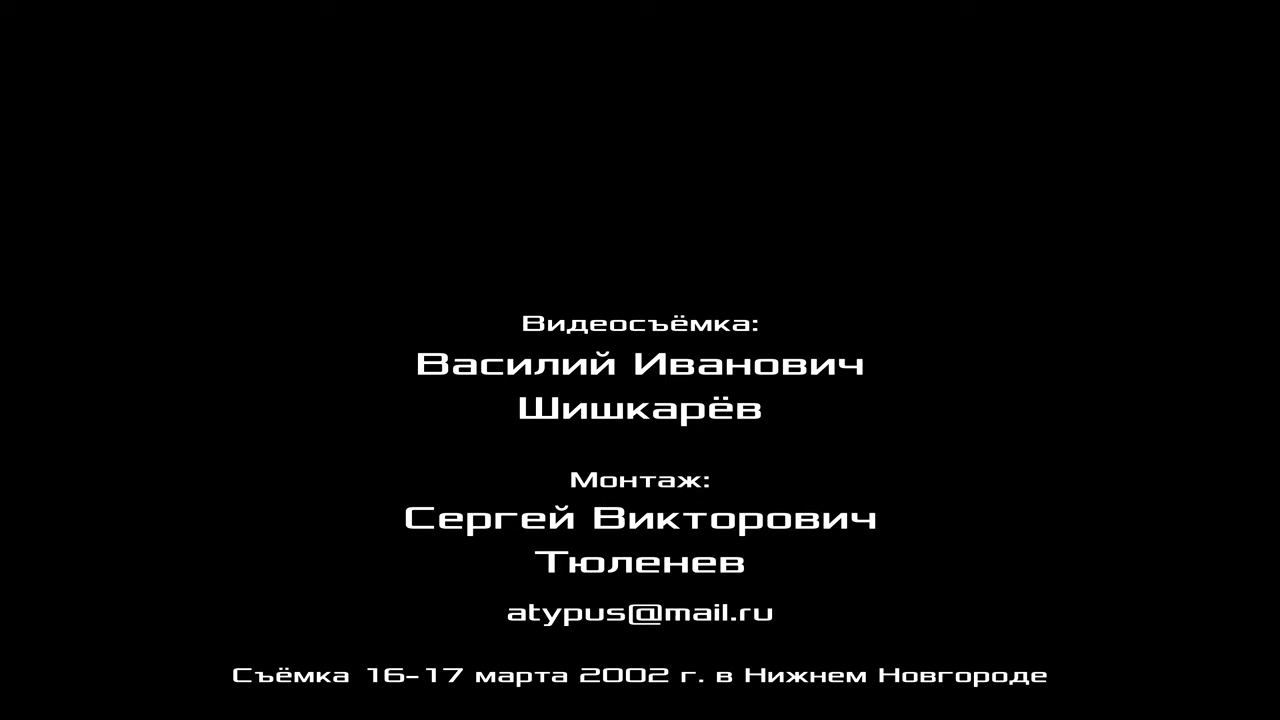 Видеосъёмка:
Василий Иванович
Шишкарёв
Монтаж:
Сергей Викторович
Тюленев
atypus@mail.ru
Съёмка 16-17 марта 2002 г. в Нижнем Новгороде